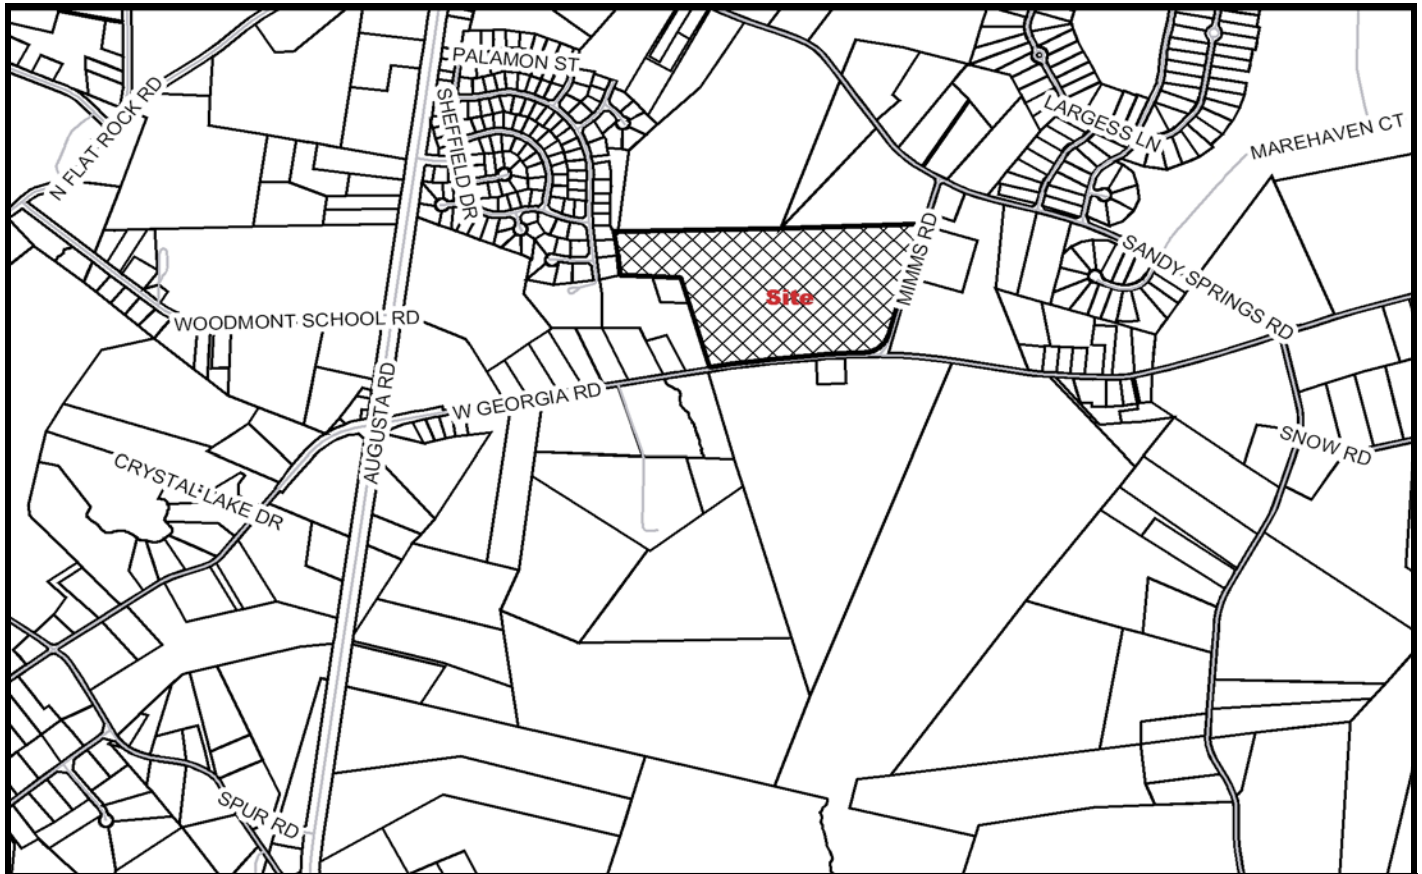 PALAMON ST
N FLAT ROCK RD
SHEFFIELD DR
LARGESS LN
MAREHAVEN CT
MIMMS RD
SANDY SPRINGS RD
Site
WOODMONT SCHOOL RD
AUGUSTA RD
W GEORGIA RD
SNOW RD
CRYSTAL LAKE DR
SPUR RD